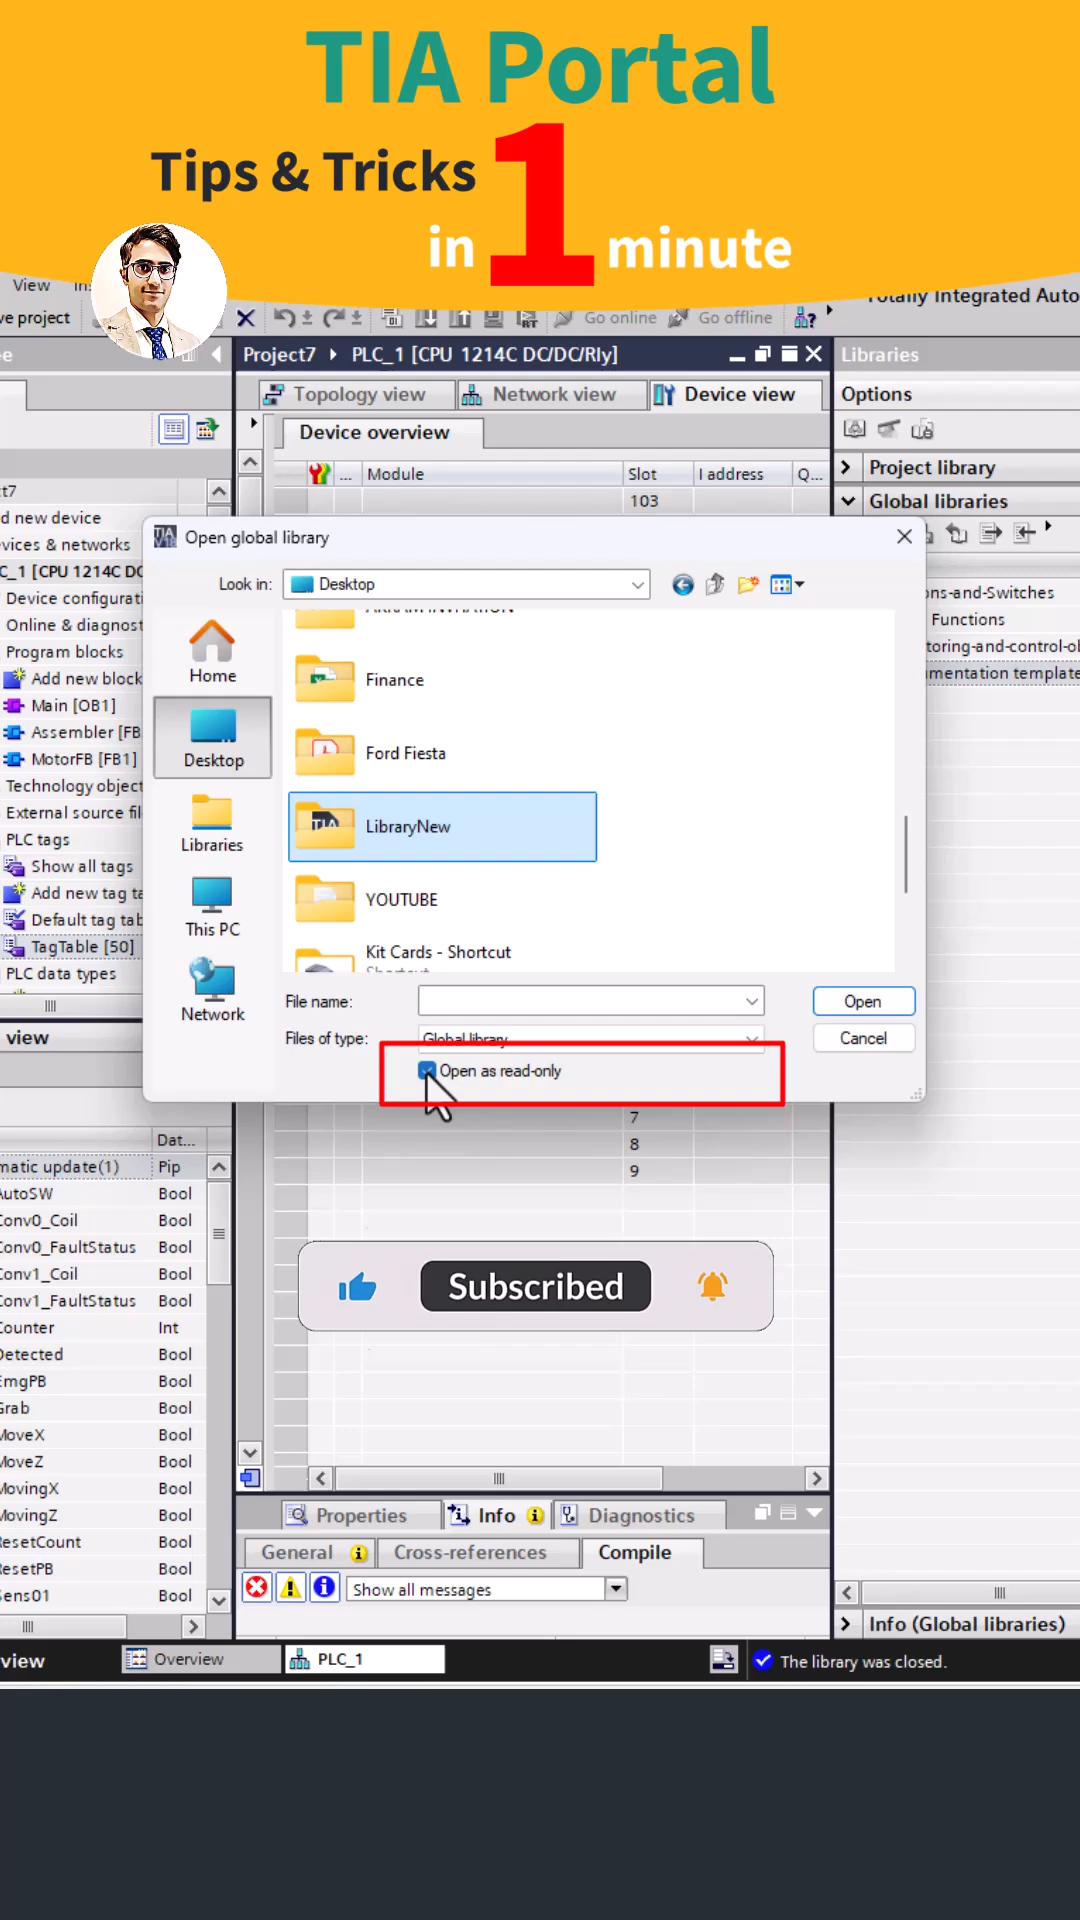 TIA Portal
Tips & Tricks
in 1 minute
View
ve project
Go online
Go offline
Totally Integrated Auto
Project7
PLC_1 [CPU 1214C DC/DC/Rly]
Libraries
Topology view
Network view
Device view
Options
Device overview
... Module Slot I address Q...
103
Project library
Global libraries
ct7
d new device
vices & networks
C_1 [CPU 1214C DC
Device configurati
Online & diagnost
Program blocks
Add new block
Main [OB1]
Assembler [FB
MotorFB [FB1]
Technology object
External source fil
PLC tags
Show all tags
Add new tag ta
Default tag tab
TagTable [50]
PLC data types
view
Open global library
Look in: Desktop
Home
Desktop
Libraries
This PC
Network
Finance
Ford Fiesta
LibraryNew
TIA
YOUTUBE
Kit Cards - Shortcut
Shortcut
File name:
Open
Files of type: Global library
Cancel
Open as read-only
ons-and-Switches
Functions
toring-and-control-ob
mentation template
7
8
9
Dat...
matic update(1) Pip
AutoSW Bool
Conv0_Coil Bool
Conv0_FaultStatus Bool
Conv1_Coil Bool
Conv1_FaultStatus Bool
Counter Int
Detected Bool
EmgPB Bool
Grab Bool
MoveX Bool
MoveZ Bool
MovingX Bool
MovingZ Bool
ResetCount Bool
ResetPB Bool
Sens01 Bool
Subscribed
Properties
Info
Diagnostics
General
Cross-references
Compile
Show all messages
Info (Global libraries)
view
Overview
PLC_1
The library was closed.